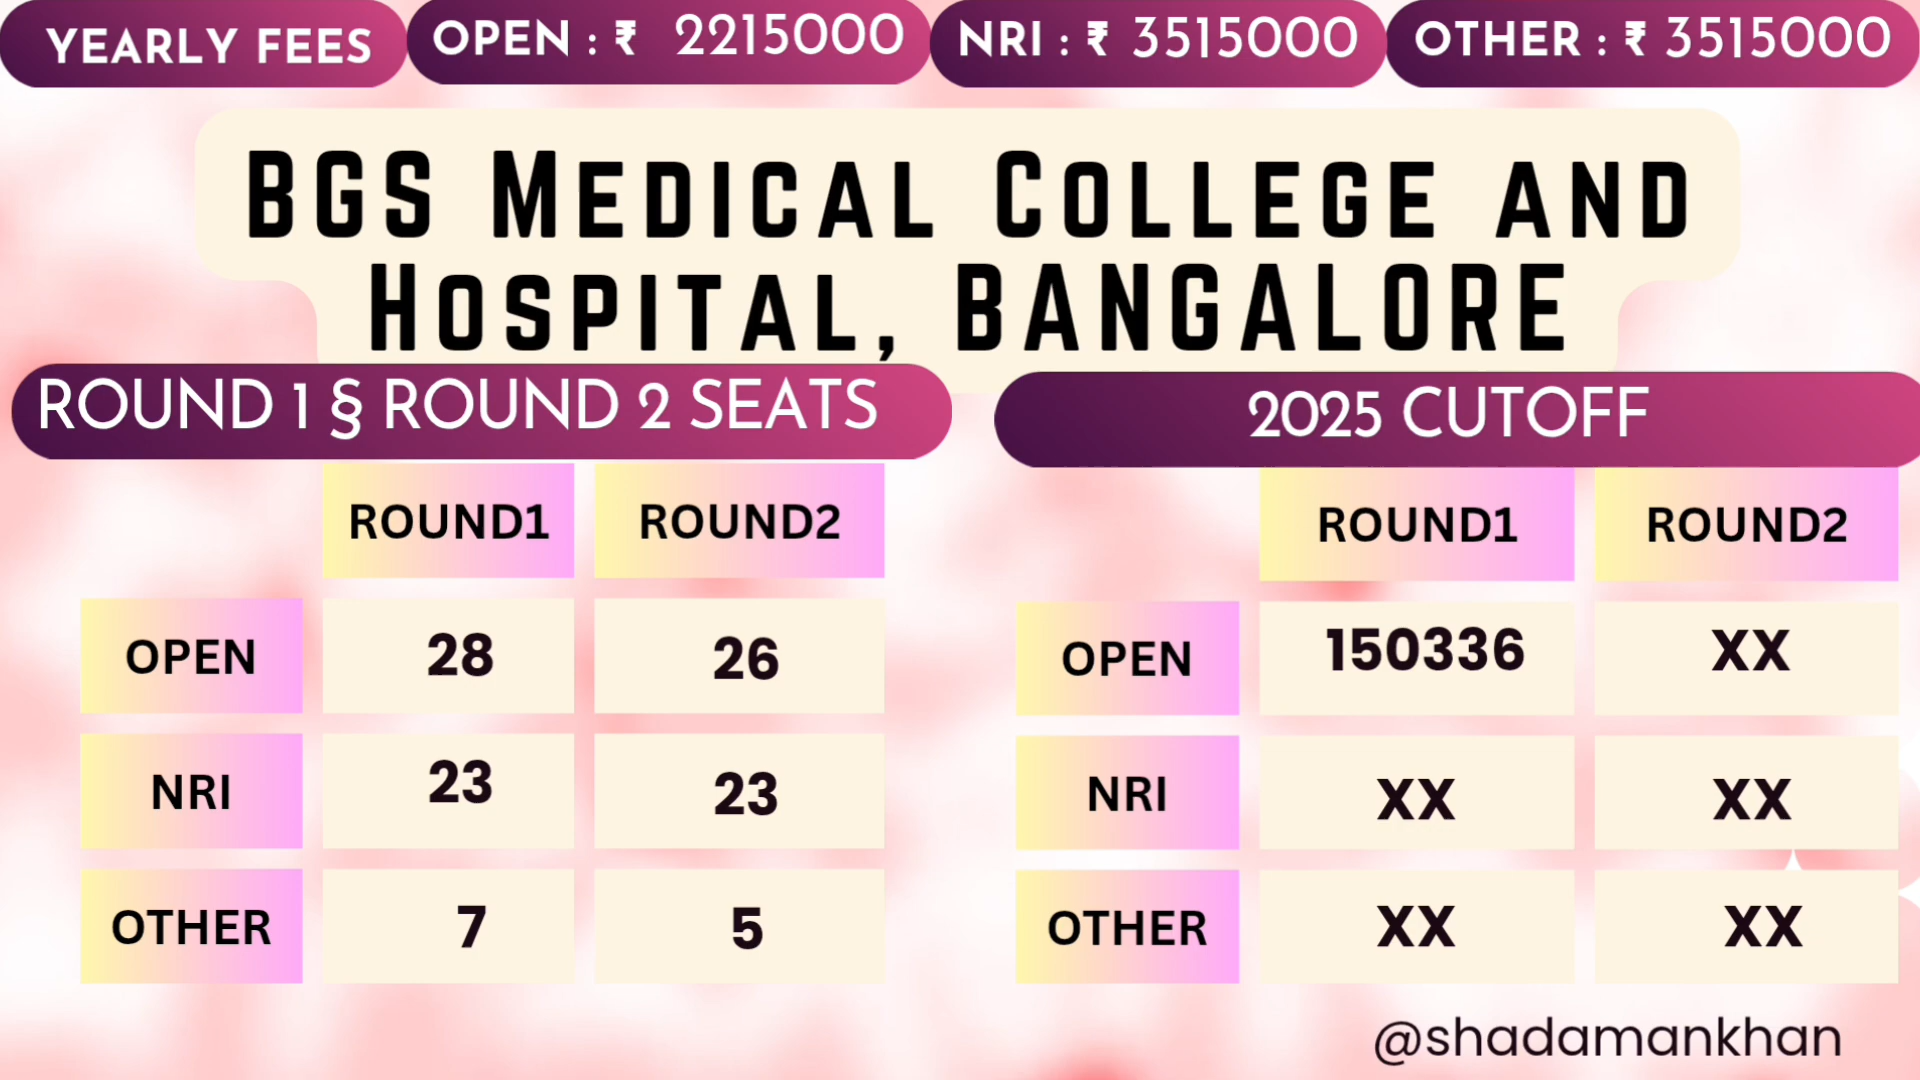 YEARLY FEES OPEN : ₹ 2215000 NRI : ₹ 3515000 OTHER : ₹ 3515000
BGS MEDICAL COLLEGE AND
HOSPITAL, BANGALORE
ROUND 1 § ROUND 2 SEATS
ROUND1 ROUND2
OPEN 28 26
NRI 23 23
OTHER 7 5
2025 CUTOFF
ROUND1 ROUND2
OPEN 150336 XX
NRI XX XX
OTHER XX XX
@shadamankhan